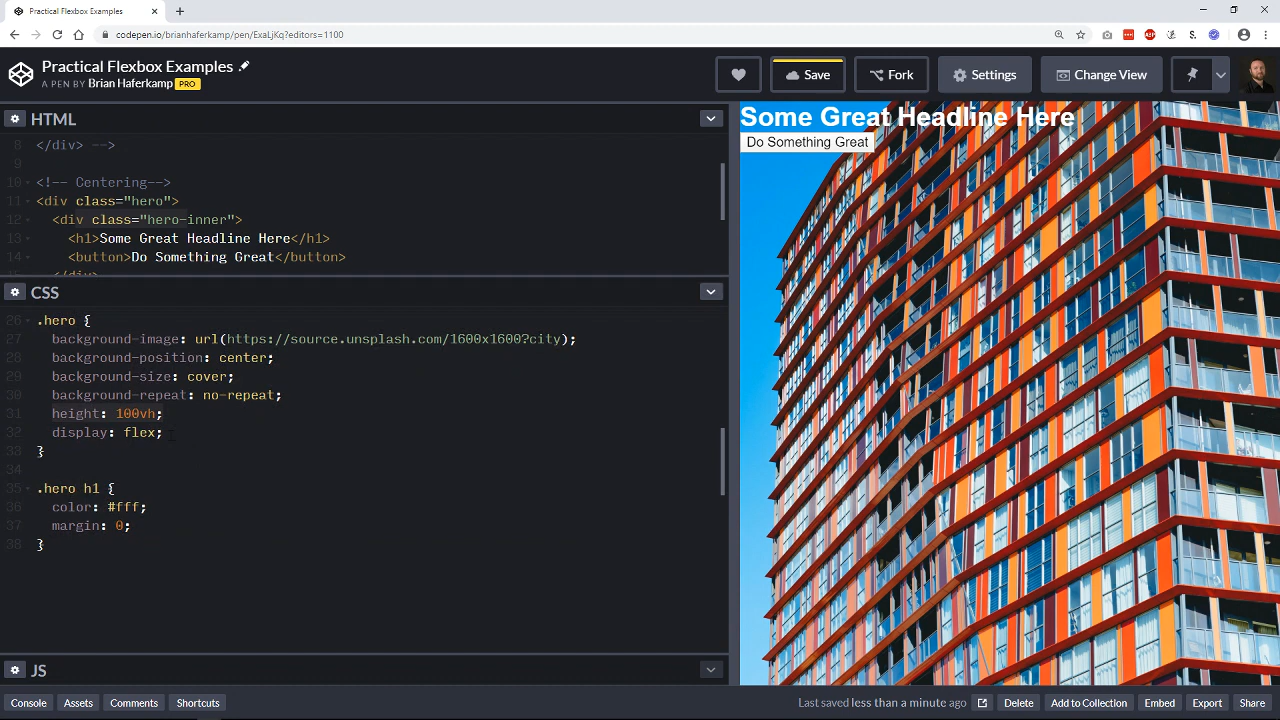 Practical Flexbox Examples
codepen.io/brianhaferkamp/pen/ExaLjKq?editors=1100
Practical Flexbox Examples
A PEN BY Brian Haferkamp PRO
Save
Fork
Settings
Change View
HTML
8 </div> -->
9
10 <!-- Centering-->
11 <div class="hero">
12 <div class="hero-inner">
13 <h1>Some Great Headline Here</h1>
14 <button>Do Something Great</button>
</div>
CSS
26 .hero {
27 background-image: url(https://source.unsplash.com/1600x1600?city);
28 background-position: center;
29 background-size: cover;
30 background-repeat: no-repeat;
31 height: 100vh;
32 display: flex;
33 }
34
35 .hero h1 {
36 color: #fff;
37 margin: 0;
38 }
JS
Some Great Headline Here
Do Something Great
Console
Assets
Comments
Shortcuts
Last saved less than a minute ago
Delete
Add to Collection
Embed
Export
Share